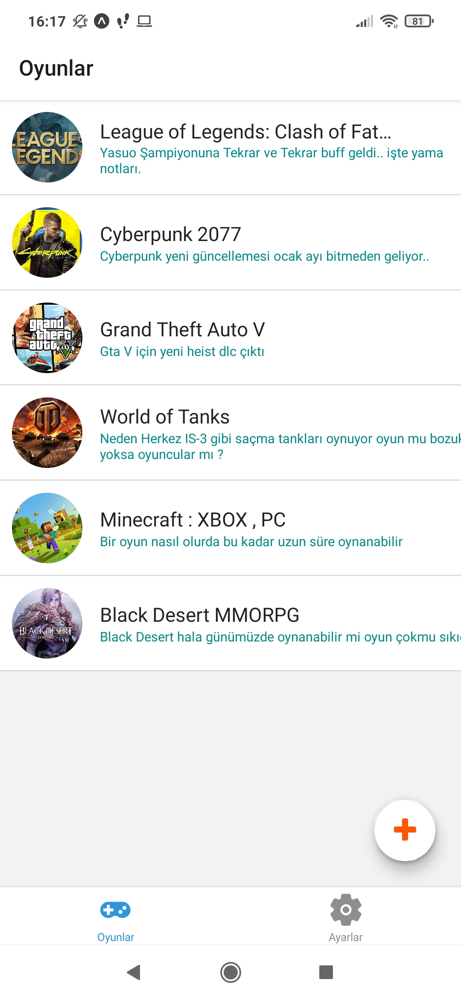 16:17
81
Oyunlar
LEAGUE
LEGENDS
League of Legends: Clash of Fat...
Yasuo Şampiyonuna Tekrar ve Tekrar buff geldi.. işte yama
notları.
CYBERPUNK
Cyberpunk 2077
Cyberpunk yeni güncellemesi ocak ayı bitmeden geliyor..
grand
theft
auto
FIVE
V
Grand Theft Auto V
Gta V için yeni heist dlc çıktı
World of Tanks
Neden Herkez IS-3 gibi saçma tankları oynuyor oyun mu bozuk
yoksa oyuncular mı ?
Minecraft : XBOX , PC
Bir oyun nasıl olurda bu kadar uzun süre oynanabilir
BLACK DESERT
ONLINE
Black Desert MMORPG
Black Desert hala günümüzde oynanabilir mi oyun çokmu sıkı
Oyunlar
Ayarlar